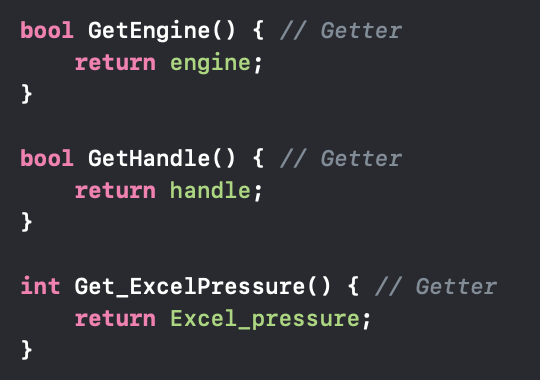 bool GetEngine() { // Getter
    return engine;
}

bool GetHandle() { // Getter
    return handle;
}

int Get_ExcelPressure() { // Getter
    return Excel_pressure;
}